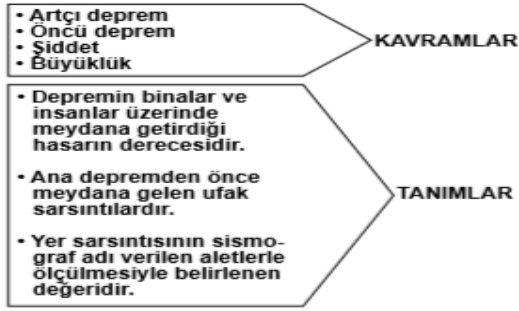 • Artçı deprem
• Öncü deprem
• Şiddet
• Büyüklük
KAVRAMLAR
• Depremin binalar ve
insanlar üzerinde
meydana getirdiği
hasarın derecesidir.
• Ana depremden önce
meydana gelen ufak
sarsıntılardır.
• Yer sarsıntısının sismo-
graf adı verilen aletlerle
ölçülmesiyle belirlenen
değeridir.
TANIMLAR